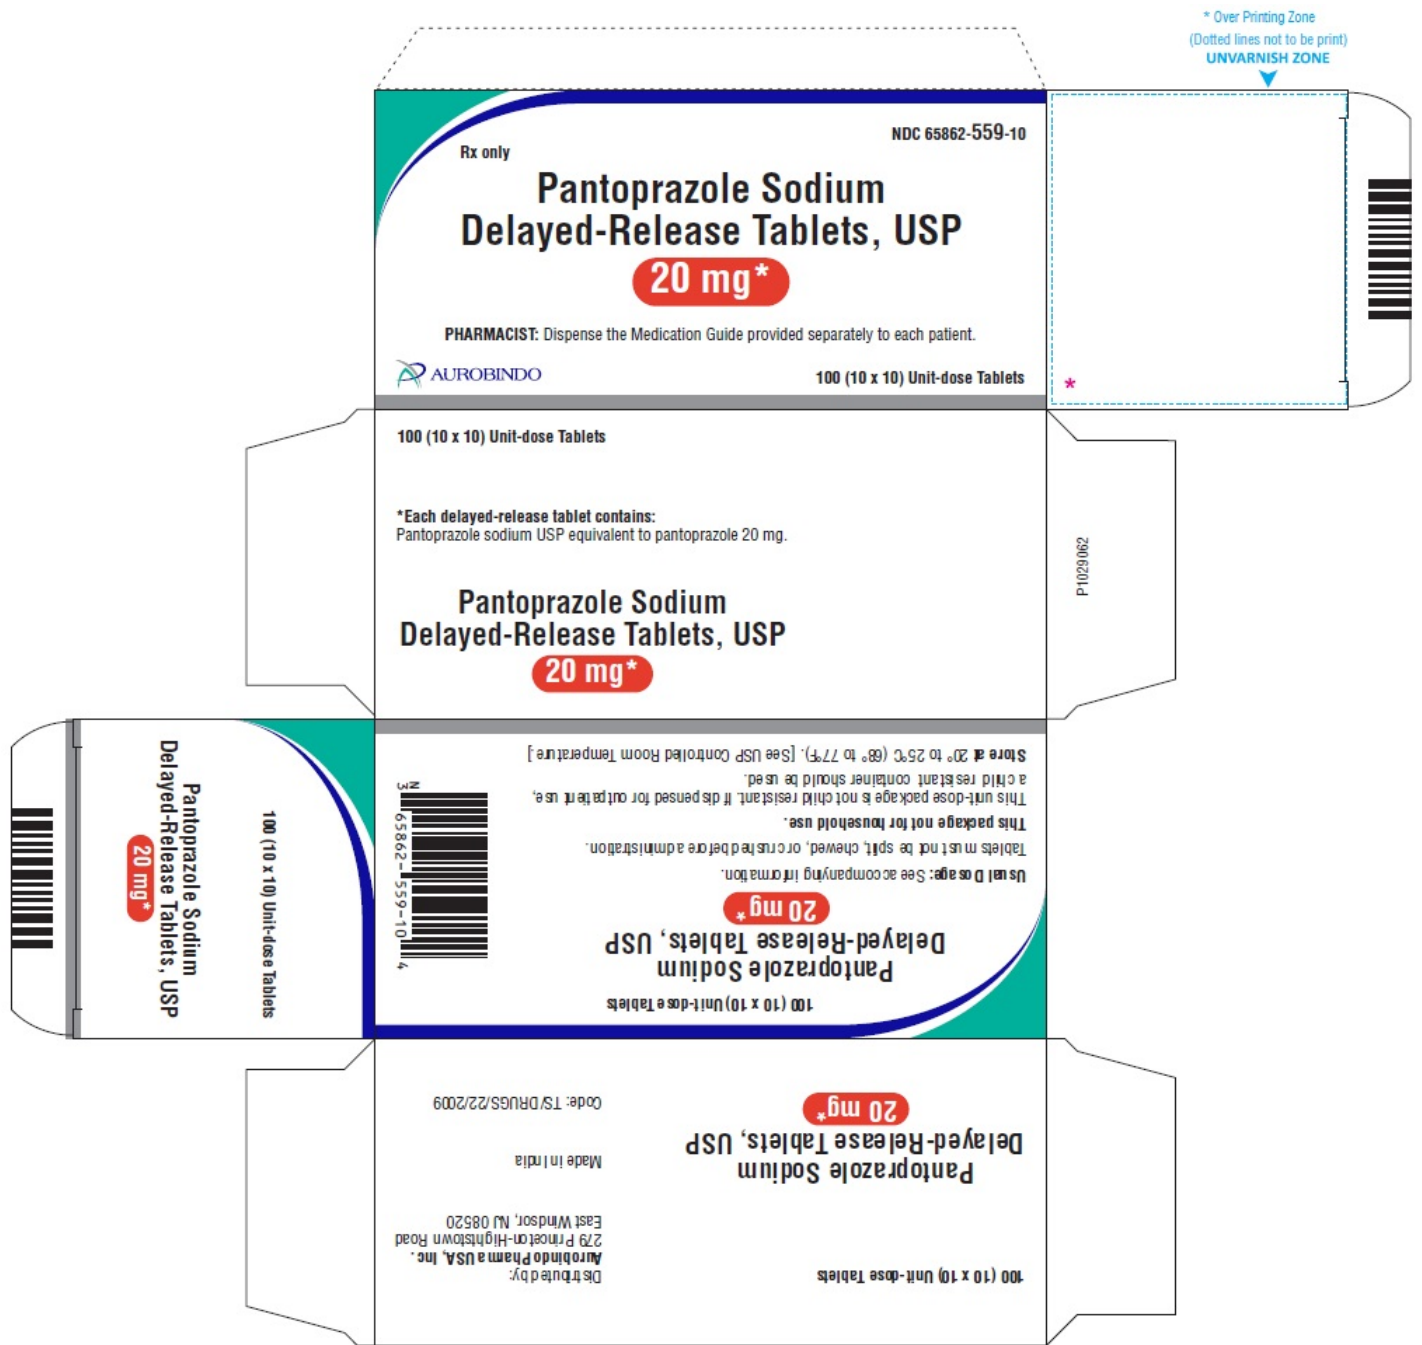 * Over Printing Zone
(Dotted lines not to be print)
UNVARNISH ZONE
NDC 65862-559-10
Rx only
Pantoprazole Sodium
Delayed-Release Tablets, USP
20 mg*
PHARMACIST: Dispense the Medication Guide provided separately to each patient.
AUROBINDO
100 (10 x 10) Unit-dose Tablets
*
100 (10 x 10) Unit-dose Tablets
*Each delayed-release tablet contains:
Pantoprazole sodium USP equivalent to pantoprazole 20 mg.
Pantoprazole Sodium
Delayed-Release Tablets, USP
20 mg*
P1029062
Pantoprazole Sodium
Delayed-Release Tablets, USP
20 mg*
100 (10 x 10) Unit-dose Tablets
100 (10 x 10) Unit-dose Tablets
Pantoprazole Sodium
Delayed-Release Tablets, USP
20 mg*
Usual Dosage: See accompanying information.
Tablets must not be split, chewed, or crushed before administration.
This package not for household use.
This unit-dose package is not child resistant. If dispensed for outpatient use,
a child resistant container should be used.
Store at 20° to 25°C (68° to 77°F). [See USP Controlled Room Temperature.]
N
3 65862-559-10 4
100 (10 x 10) Unit-dose Tablets
Pantoprazole Sodium
Delayed-Release Tablets, USP
20 mg*
Distributed by:
Aurobindo Pharma USA, Inc.
279 Princeton-Hightstown Road
East Windsor, NJ 08520
Made in India
Code: TS/DRUGS/22/2009